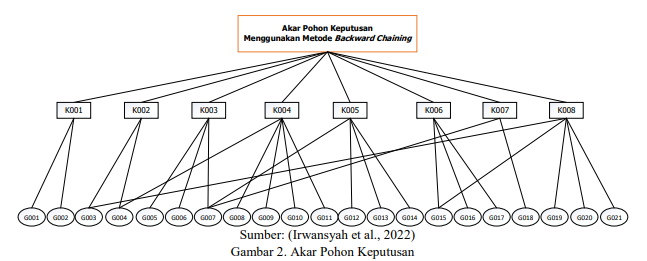 Akar Pohon Keputusan
Menggunakan Metode Backward Chaining
K001 K002 K003 K004 K005 K006 K007 K008
G001 G002 G003 G004 G005 G006 G007 G008 G009 G010 G011 G012 G013 G014 G015 G016 G017 G018 G019 G020 G021
Sumber: (Irwansyah et al., 2022)
Gambar 2. Akar Pohon Keputusan